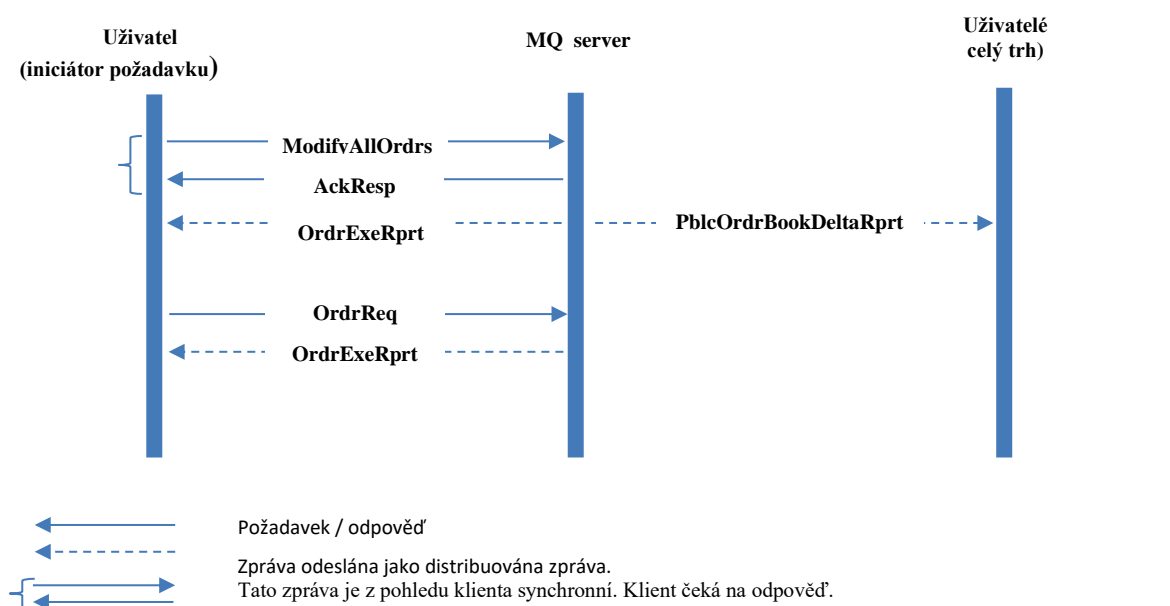 Uživatel
(iniciátor požadavku)
MQ server
Uživatelé
celý trh)
ModifyAllOrdrs
AckResp
OrdrExeRprt
PblcOrdrBookDeltaRprt
OrdrReq
OrdrExeRprt
Požadavek / odpověď
Zpráva odeslána jako distribuována zpráva.
Tato zpráva je z pohledu klienta synchronní. Klient čeká na odpověď.